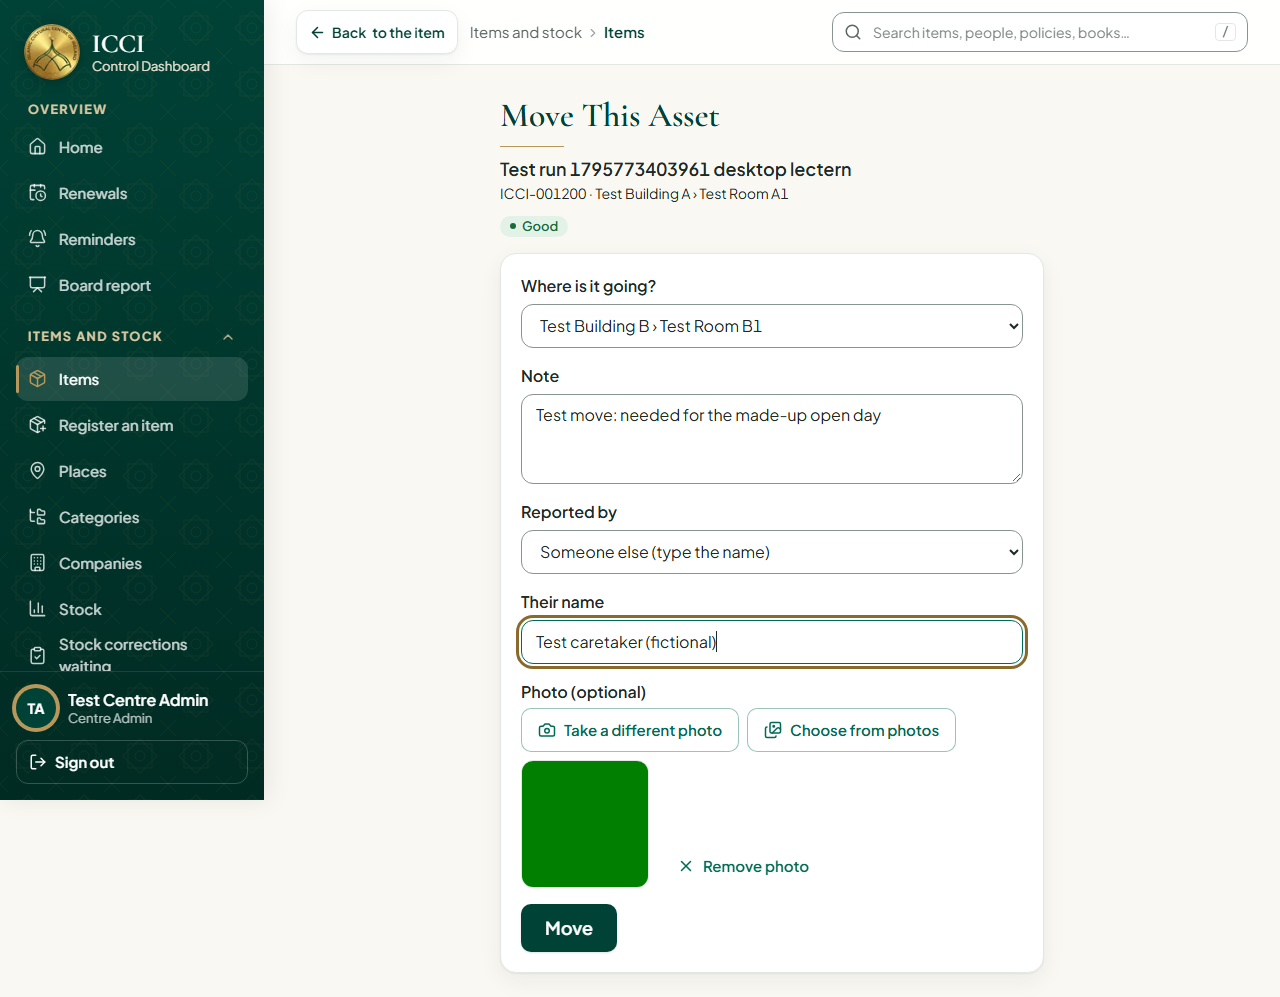 ICCI
Control Dashboard
OVERVIEW
Home
Renewals
Reminders
Board report
ITEMS AND STOCK
Items
Register an item
Places
Categories
Companies
Stock
Stock corrections
waiting
TA
Test Centre Admin
Centre Admin
Sign out
Back to the item
Items and stock › Items
Search items, people, policies, books…
/
Move This Asset
Test run 1795773403961 desktop lectern
ICCI-001200 · Test Building A › Test Room A1
Good
Where is it going?
Test Building B › Test Room B1
Note
Test move: needed for the made-up open day
Reported by
Someone else (type the name)
Their name
Test caretaker (fictional)
Photo (optional)
Take a different photo
Choose from photos
Remove photo
Move